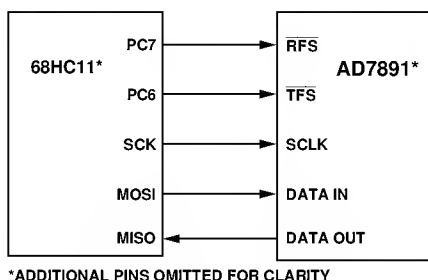 68HC11*
AD7891*
PC7 RFS
PC6 TFS
SCK SCLK
MOSI DATA IN
MISO DATA OUT
*ADDITIONAL PINS OMITTED FOR CLARITY